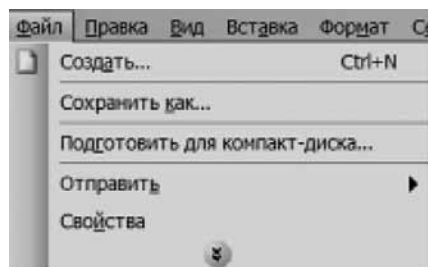 Файл Правка Вид Вставка Формат
Создать... Ctrl+N
Сохранить как...
Подготовить для компакт-диска...
Отправить
Свойства